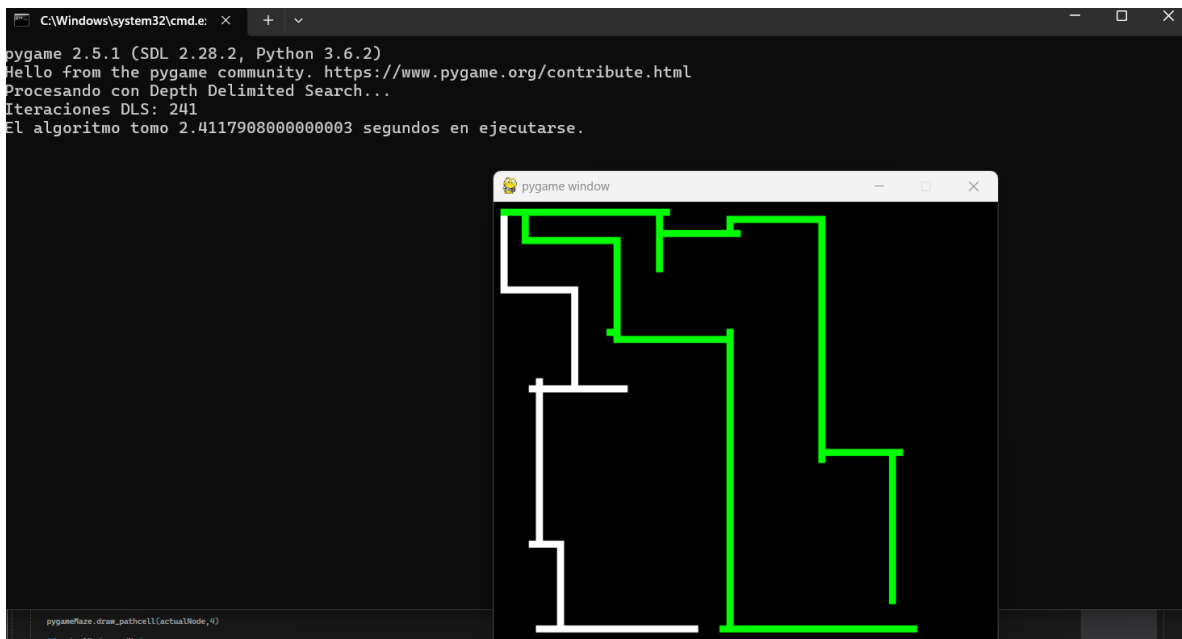 C:\Windows\system32\cmd.e:
pygame 2.5.1 (SDL 2.28.2, Python 3.6.2)
Hello from the pygame community. https://www.pygame.org/contribute.html
Procesando con Depth Delimited Search...
Iteraciones DLS: 241
El algoritmo tomo 2.4117908000000003 segundos en ejecutarse.
pygame window
pygameMaze.draw_pathcell(actualNode,4)